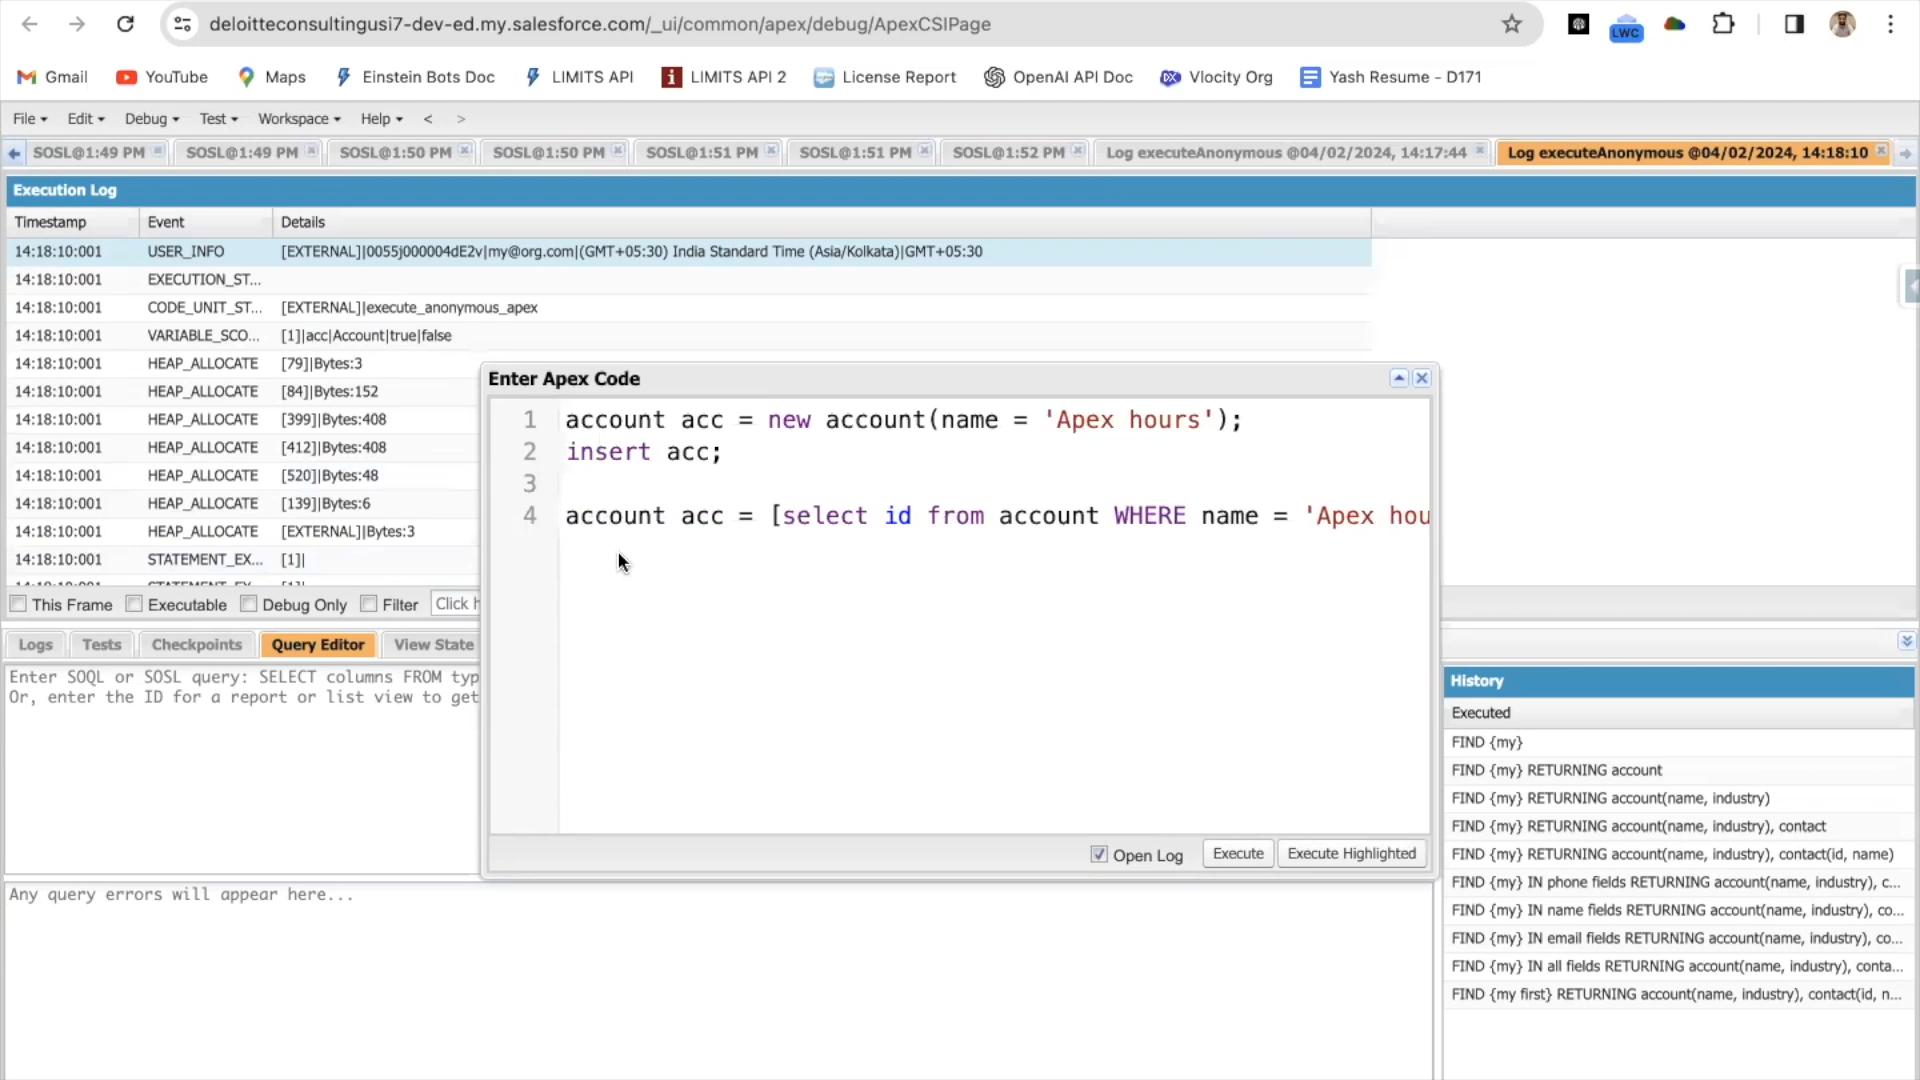 deloitteconsultingusi7-dev-ed.my.salesforce.com/_ui/common/apex/debug/ApexCSIPage
LWC
Gmail YouTube Maps Einstein Bots Doc LIMITS API LIMITS API 2 License Report OpenAI API Doc Vlocity Org Yash Resume - D171
File Edit Debug Test Workspace Help < >
SOSL@1:49 PM SOSL@1:49 PM SOSL@1:50 PM SOSL@1:50 PM SOSL@1:51 PM SOSL@1:51 PM SOSL@1:52 PM Log executeAnonymous @04/02/2024, 14:17:44 Log executeAnonymous @04/02/2024, 14:18:10
Execution Log
Timestamp Event Details
14:18:10:001 USER_INFO [EXTERNAL]|0055j000004dE2v|my@org.com|(GMT+05:30) India Standard Time (Asia/Kolkata)|GMT+05:30
14:18:10:001 EXECUTION_ST...
14:18:10:001 CODE_UNIT_ST... [EXTERNAL]|execute_anonymous_apex
14:18:10:001 VARIABLE_SCO... [1]|acc|Account|true|false
14:18:10:001 HEAP_ALLOCATE [79]|Bytes:3
14:18:10:001 HEAP_ALLOCATE [84]|Bytes:152
14:18:10:001 HEAP_ALLOCATE [399]|Bytes:408
14:18:10:001 HEAP_ALLOCATE [412]|Bytes:408
14:18:10:001 HEAP_ALLOCATE [520]|Bytes:48
14:18:10:001 HEAP_ALLOCATE [139]|Bytes:6
14:18:10:001 HEAP_ALLOCATE [EXTERNAL]|Bytes:3
14:18:10:001 STATEMENT_EX... [1]|
This Frame Executable Debug Only Filter Click h
Enter Apex Code
1 account acc = new account(name = 'Apex hours');
2 insert acc;
3
4 account acc = [select id from account WHERE name = 'Apex hou
Open Log Execute Execute Highlighted
Logs Tests Checkpoints Query Editor View State
Enter SOQL or SOSL query: SELECT columns FROM typ
Or, enter the ID for a report or list view to get
Any query errors will appear here...
History
Executed
FIND {my}
FIND {my} RETURNING account
FIND {my} RETURNING account(name, industry)
FIND {my} RETURNING account(name, industry), contact
FIND {my} RETURNING account(name, industry), contact(id, name)
FIND {my} IN phone fields RETURNING account(name, industry), c...
FIND {my} IN name fields RETURNING account(name, industry), co...
FIND {my} IN email fields RETURNING account(name, industry), co...
FIND {my} IN all fields RETURNING account(name, industry), conta...
FIND {my first} RETURNING account(name, industry), contact(id, n...